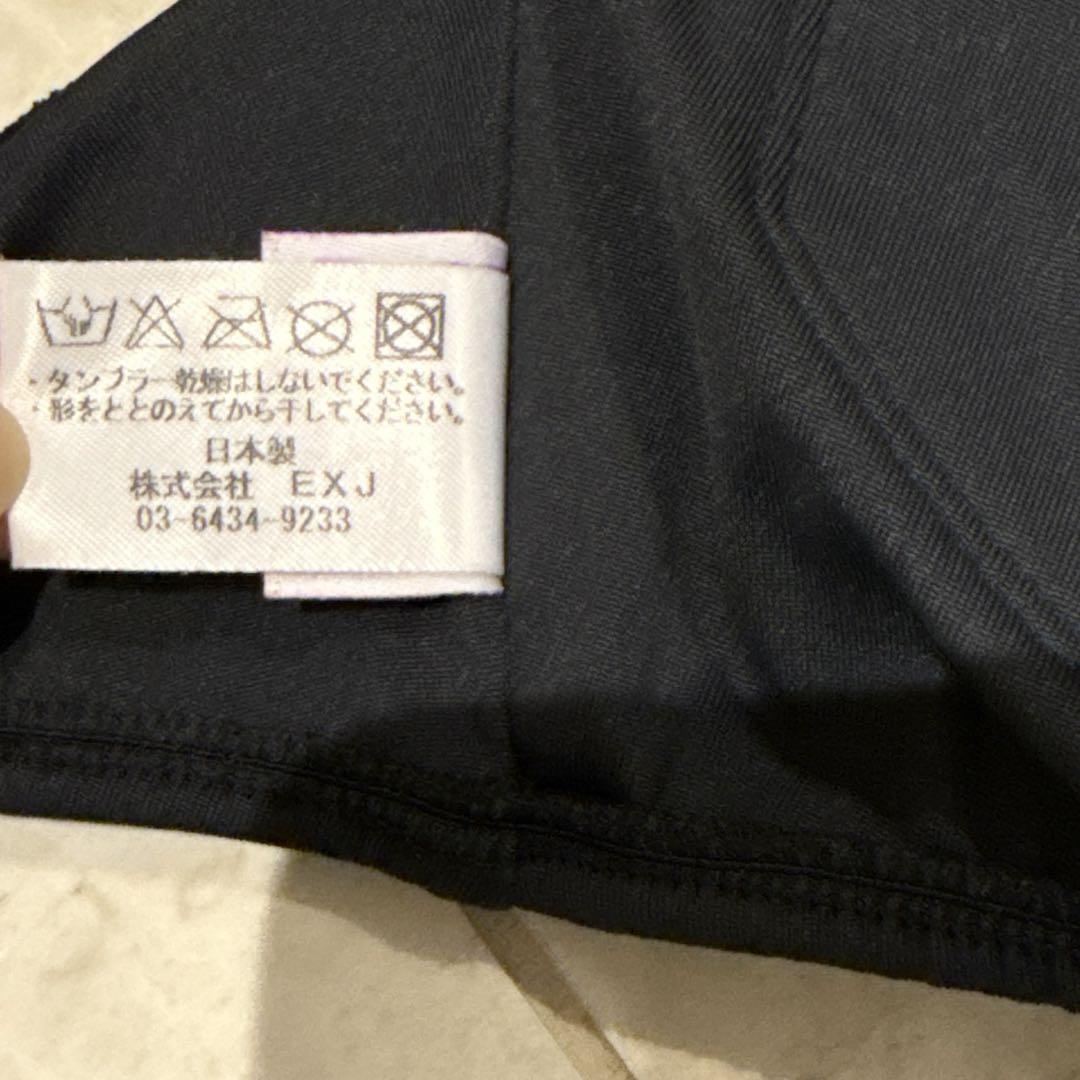 ・タンブラー乾燥はしないでください。
・形をととのえてから干してください。
日本製
株式会社 EXJ
03-6434-9233